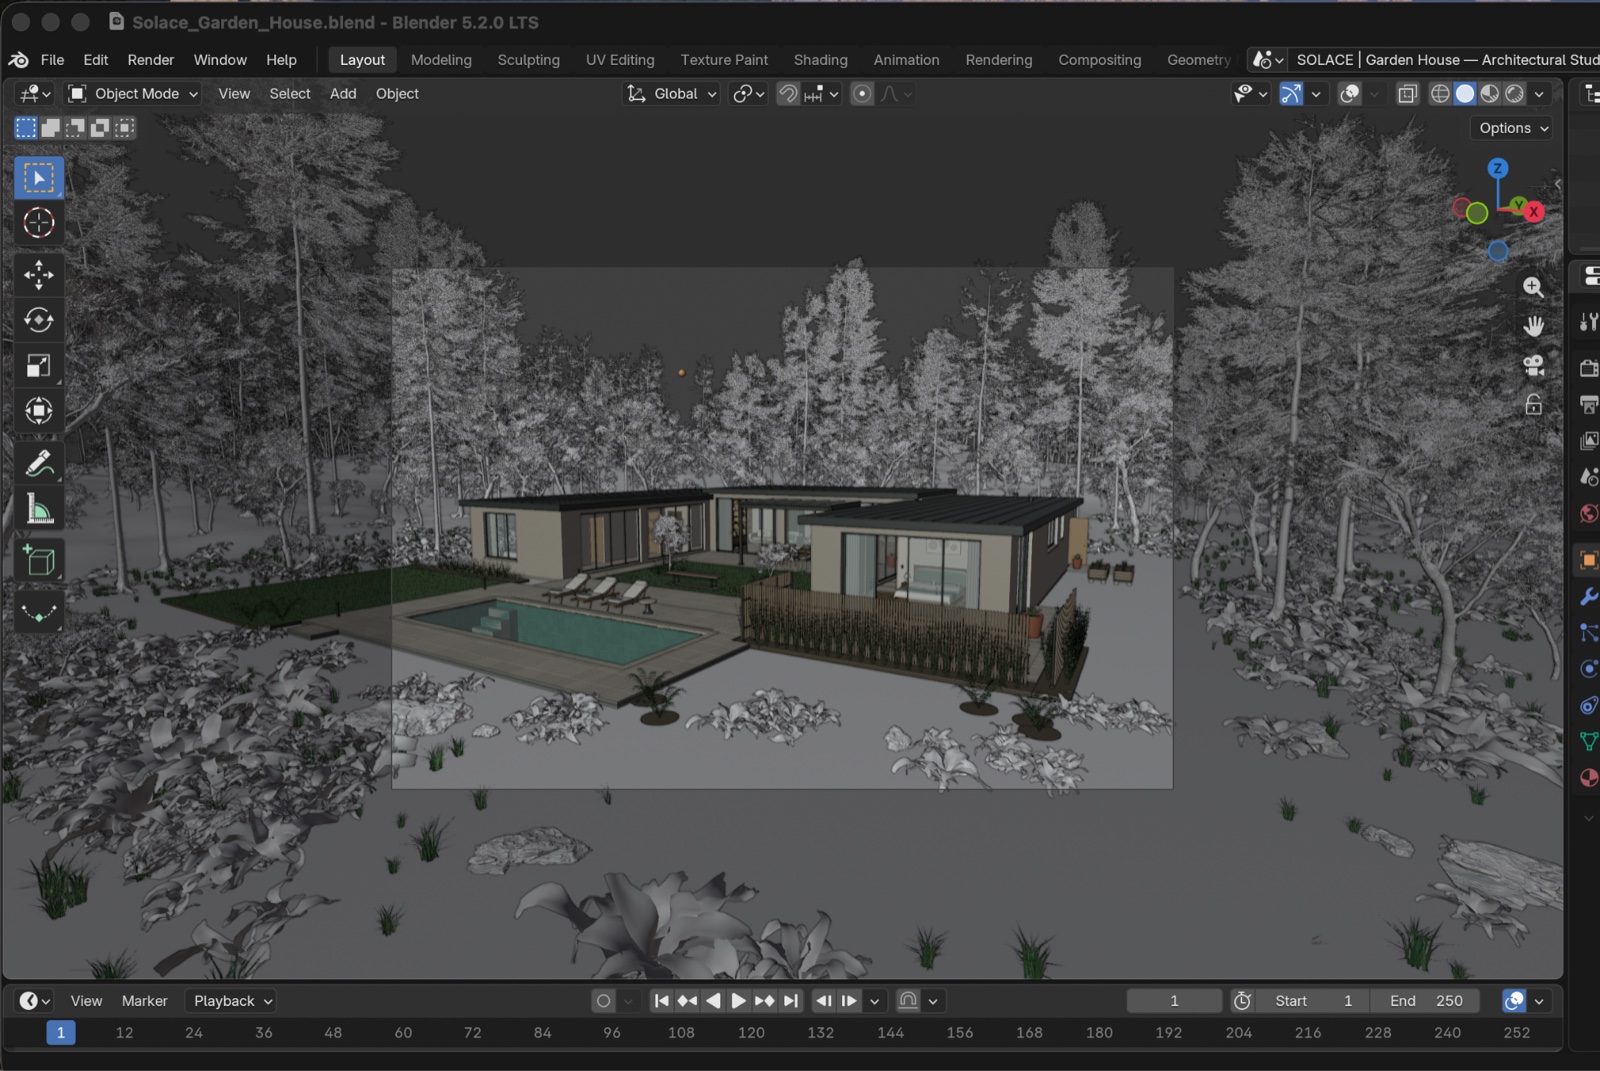 Solace_Garden_House.blend - Blender 5.2.0 LTS
File Edit Render Window Help Layout Modeling Sculpting UV Editing Texture Paint Shading Animation Rendering Compositing Geometry SOLACE | Garden House — Architectural Stud
Object Mode View Select Add Object Global
Options
Z
Y X
View Marker Playback 1 Start 1 End 250
1 12 24 36 48 60 72 84 96 108 120 132 144 156 168 180 192 204 216 228 240 252